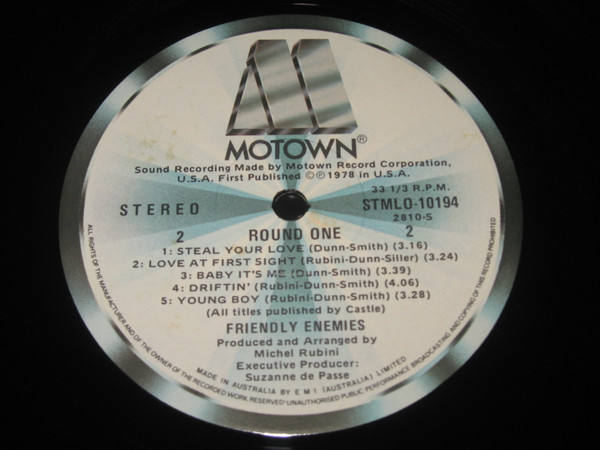 MOTOWN®
Sound Recording Made by Motown Record Corporation,
U.S.A. First Published ©℗ 1978 in U.S.A.
33 1/3 R.P.M.
STEREO STMLO-10194
2810-S
2 ROUND ONE 2
1: STEAL YOUR LOVE (Dunn-Smith) (3.16)
2: LOVE AT FIRST SIGHT (Rubini-Dunn-Siller) (3.24)
3: BABY IT'S ME (Dunn-Smith) (3.39)
4: DRIFTIN' (Rubini-Dunn-Smith) (4.06)
5: YOUNG BOY (Rubini-Dunn-Smith) (3.28)
(All titles published by Castle)
FRIENDLY ENEMIES
Produced and Arranged by
Michel Rubini
Executive Producer:
Suzanne de Passe
MADE IN AUSTRALIA BY E M I (AUSTRALIA) LIMITED
ALL RIGHTS OF THE MANUFACTURER AND OF THE OWNER OF THE RECORDED WORK RESERVED · UNAUTHORISED PUBLIC PERFORMANCE BROADCASTING AND COPYING OF THIS RECORD PROHIBITED